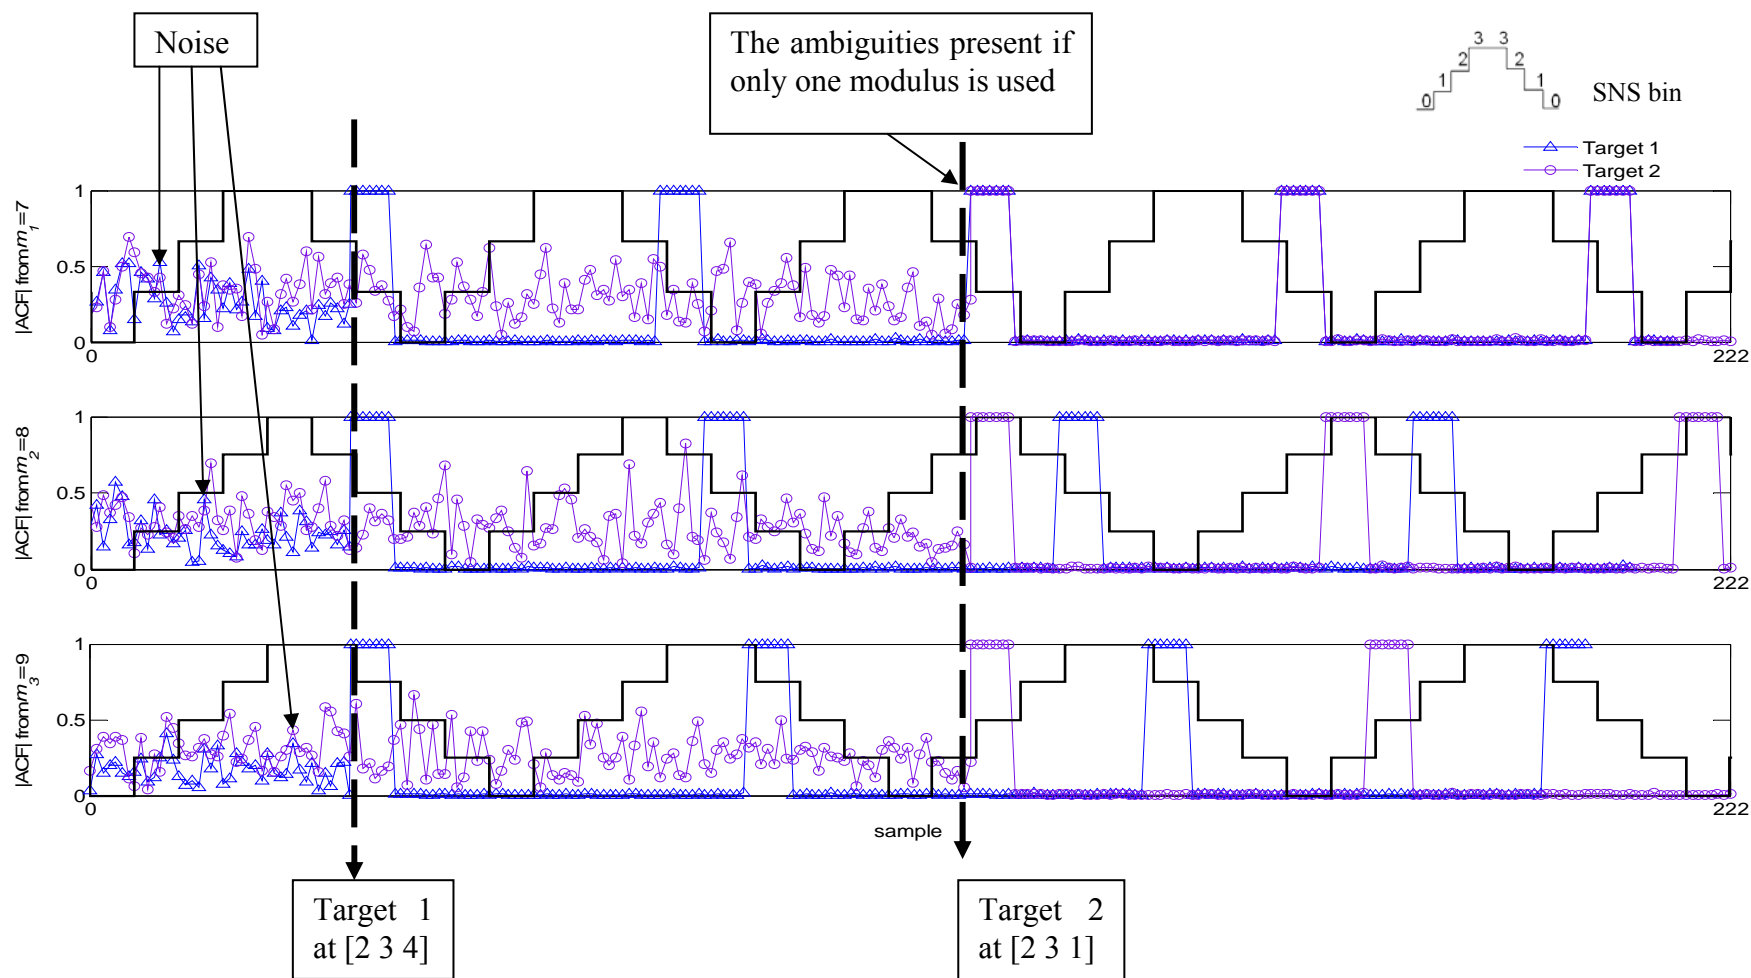 Noise
The ambiguities present if
only one modulus is used
0 1 2 3 3 2 1 0
SNS bin
Target 1
Target 2
|ACF| from m1=7
1
0.5
0
0
222
|ACF| from m2=8
1
0.5
0
0
222
|ACF| from m3=9
1
0.5
0
0
222
sample
Target 1
at [2 3 4]
Target 2
at [2 3 1]